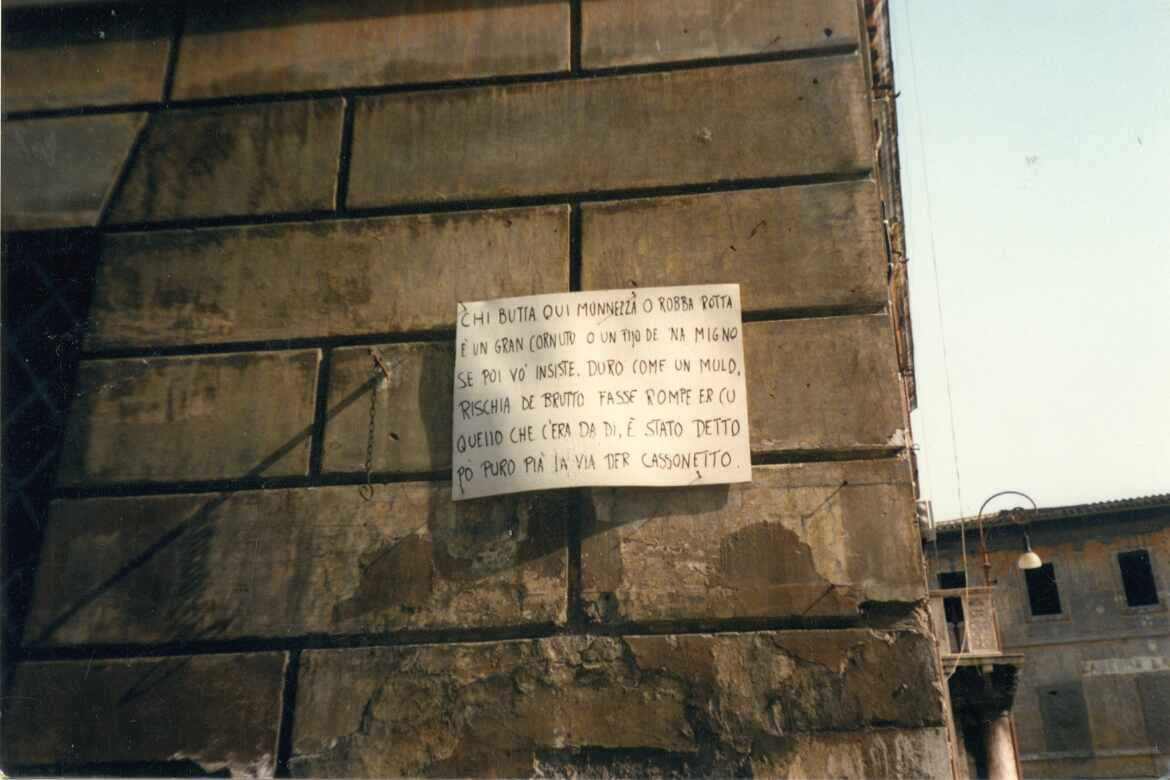 CHI BUTTA QUI MUNNEZZA O ROBBA ROTTA
È UN GRAN CORNUTO O UN FIJO DE 'NA MIGNO
SE POI VO' INSISTE. DURO COME UN MULO,
RISCHIA DE BRUTTO FASSE ROMPE ER CU
QUELLO CHE C'ERA DA DI, È STATO DETTO
PÒ PURO PIÀ LA VIA DER CASSONETTO.